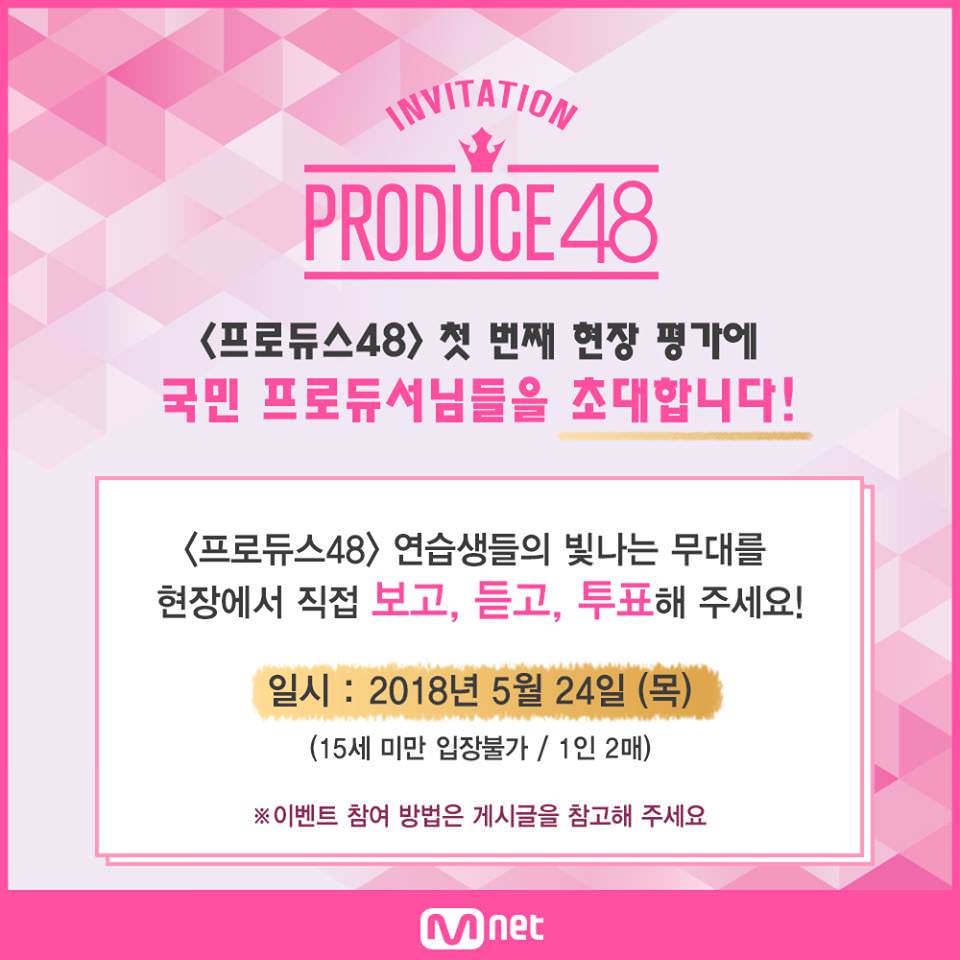 INVITATION
PRODUCE48
<프로듀스48> 첫 번째 현장 평가에
국민 프로듀서님들을 초대합니다!
<프로듀스48> 연습생들의 빛나는 무대를
현장에서 직접 보고, 듣고, 투표해 주세요!
일시 : 2018년 5월 24일 (목)
(15세 미만 입장불가 / 1인 2매)
※이벤트 참여 방법은 게시글을 참고해 주세요
Mnet